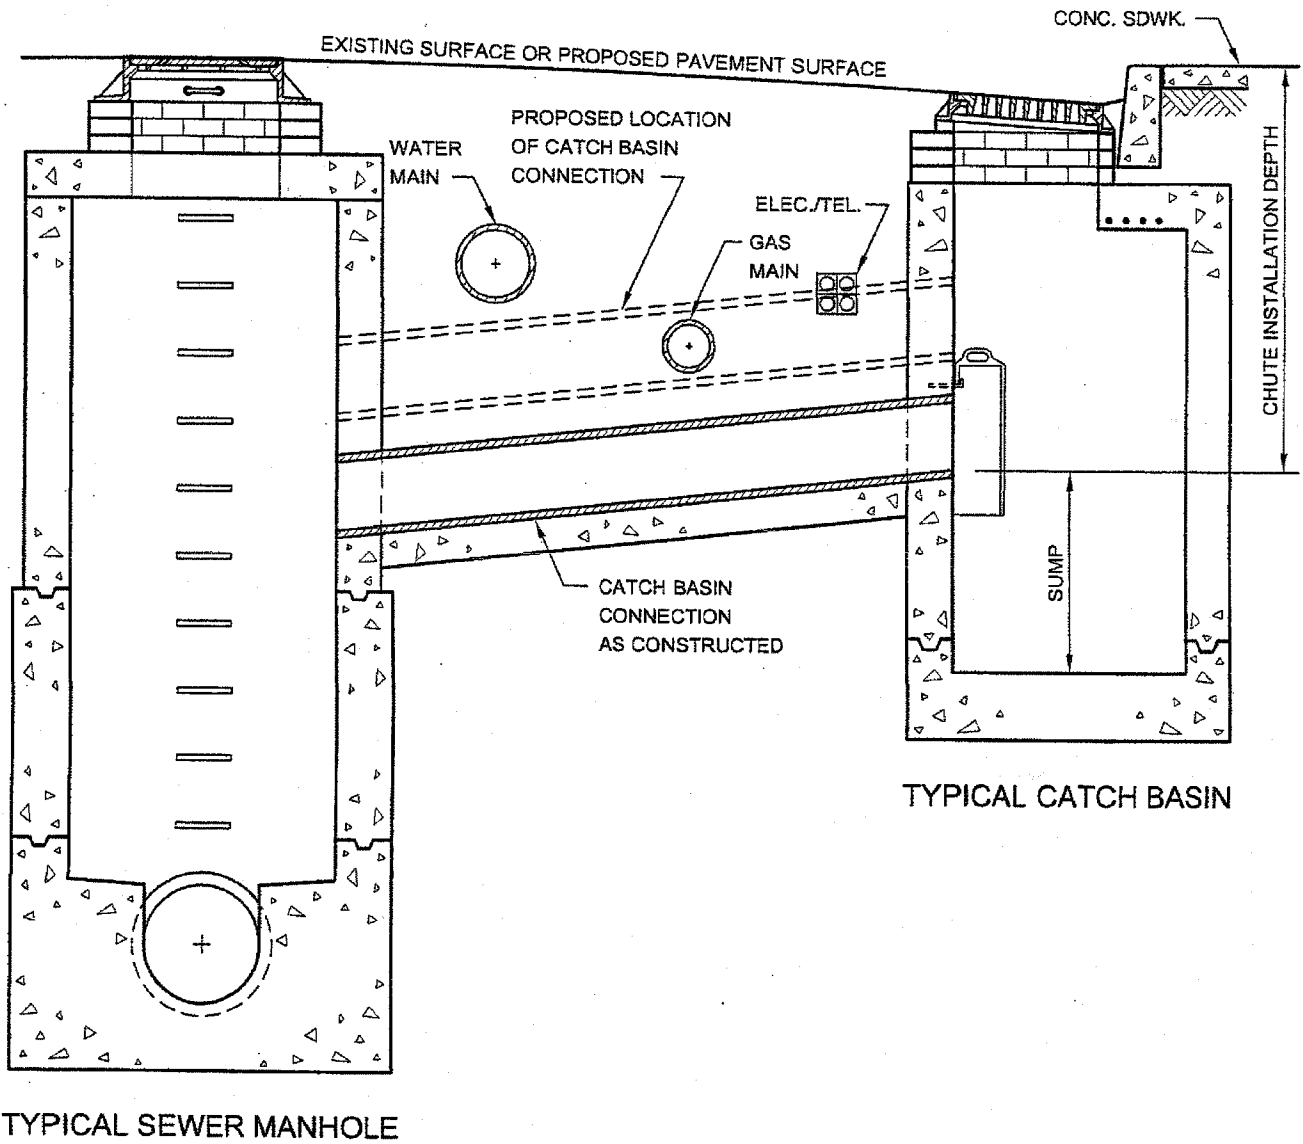 CONC. SDWK.
EXISTING SURFACE OR PROPOSED PAVEMENT SURFACE
PROPOSED LOCATION
OF CATCH BASIN
CONNECTION
WATER
MAIN
ELEC./TEL.
GAS
MAIN
CHUTE INSTALLATION DEPTH
SUMP
CATCH BASIN
CONNECTION
AS CONSTRUCTED
TYPICAL CATCH BASIN
TYPICAL SEWER MANHOLE